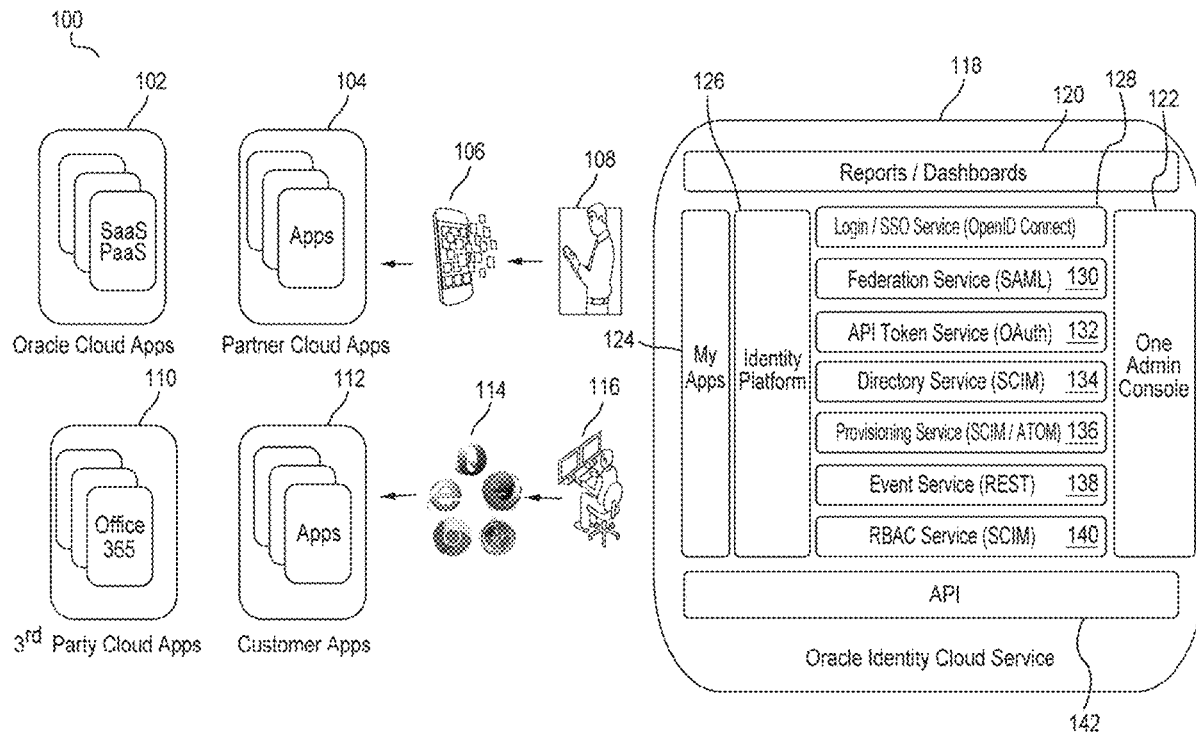 100
102
104
106
108
SaaS
PaaS
Apps
Oracle Cloud Apps
Partner Cloud Apps
110
112
114
116
Office
365
Apps
3rd Party Cloud Apps
Customer Apps
118
126
120
128
122
Reports / Dashboards
124
My
Apps
Identity
Platform
Login / SSO Service (OpenID Connect)
Federation Service (SAML) 130
API Token Service (OAuth) 132
Directory Service (SCIM) 134
Provisioning Service (SCIM / ATOM) 136
Event Service (REST) 138
RBAC Service (SCIM) 140
One
Admin
Console
API
Oracle Identity Cloud Service
142